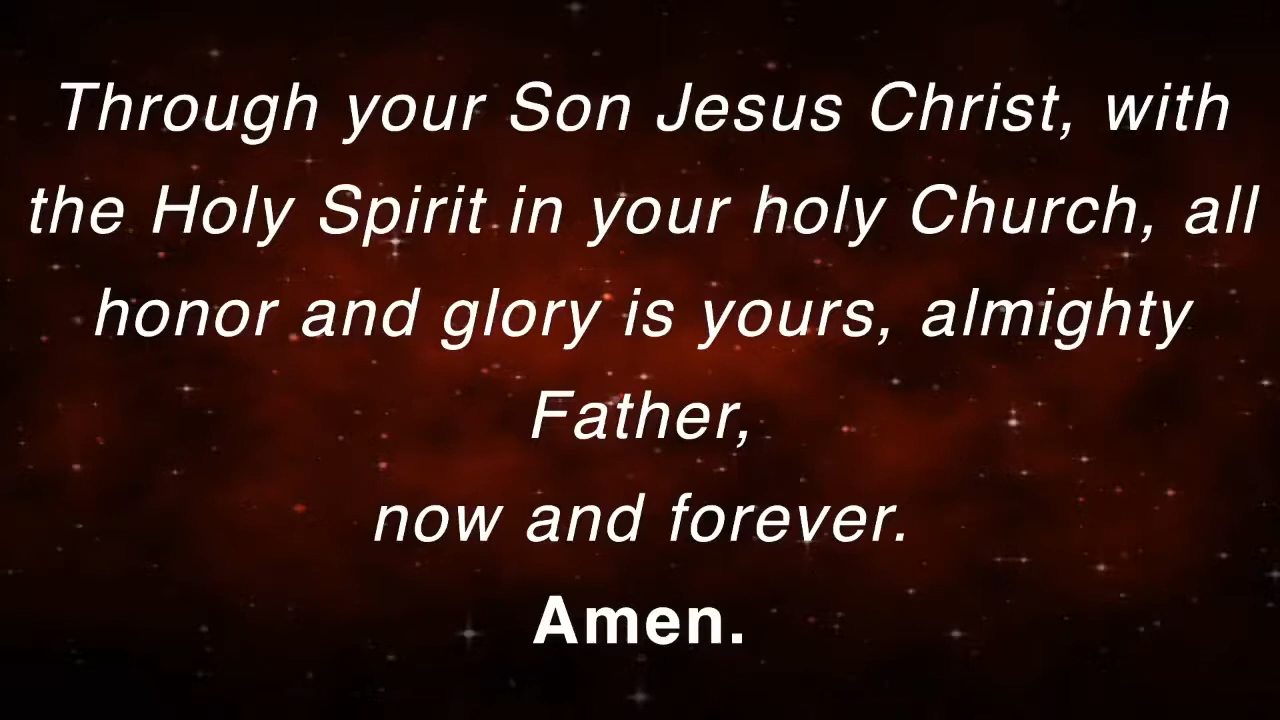 Through your Son Jesus Christ, with
the Holy Spirit in your holy Church, all
honor and glory is yours, almighty
Father,
now and forever.
Amen.